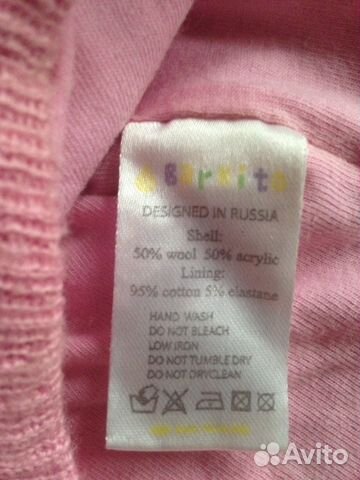 Barkito
DESIGNED IN RUSSIA
Shell:
50% wool 50% acrylic
Lining:
95% cotton 5% elastane
HAND WASH
DO NOT BLEACH
LOW IRON
DO NOT TUMBLE DRY
DO NOT DRYCLEAN
Avito